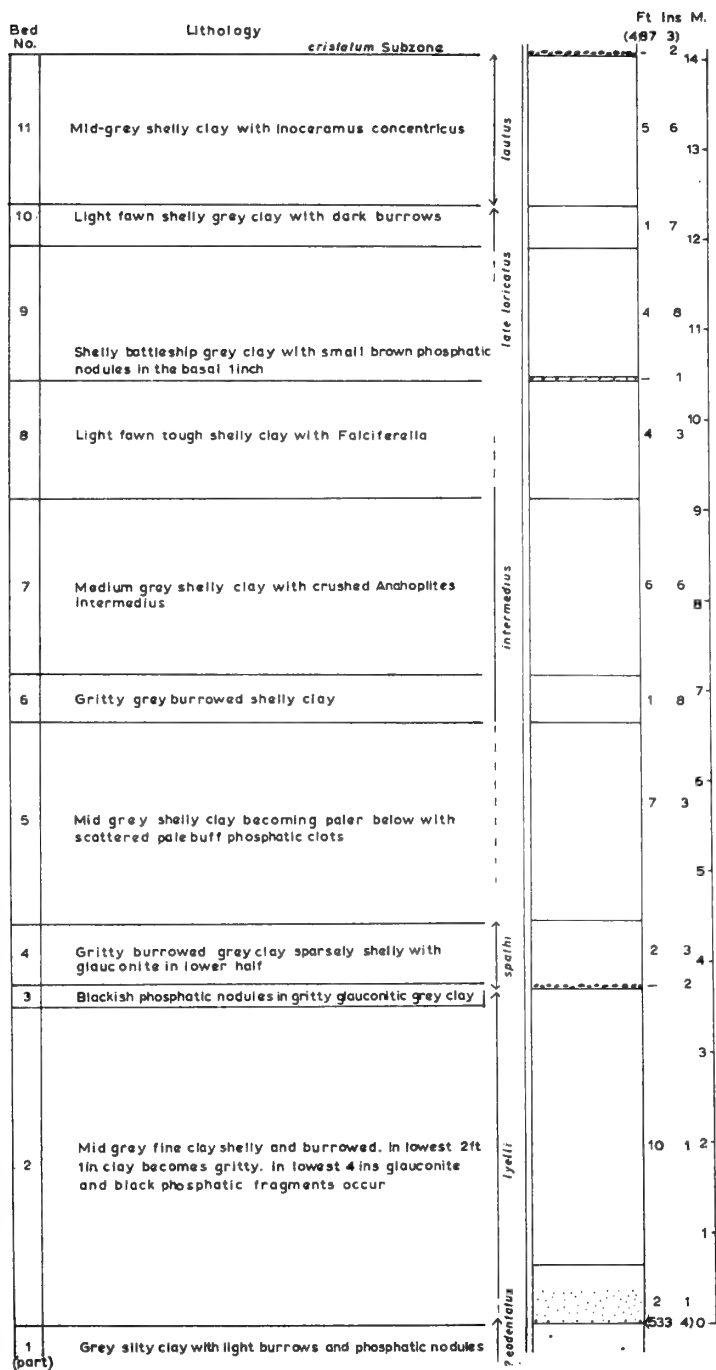 Bed No.
Lithology
cristatum Subzone
Ft Ins M.
(487 3)
– 2
14
11 Mid-grey shelly clay with Inoceramus concentricus
lautus
5 6
13
10 Light fawn shelly grey clay with dark burrows
1 7
12
late loricatus
9
4 8
11
Shelly battleship grey clay with small brown phosphatic
nodules in the basal 1inch
– 1
10
8 Light fawn tough shelly clay with Falciferella
4 3
9
7 Medium grey shelly clay with crushed Anahoplites
intermedius
intermedius
6 6
8
7
6 Gritty grey burrowed shelly clay
1 8
6
5 Mid grey shelly clay becoming paler below with
scattered pale buff phosphatic clots
7 3
5
4 Gritty burrowed grey clay sparsely shelly with
glauconite in lower half
spathi
2 3
4
3 Blackish phosphatic nodules in gritty glauconitic grey clay
– 2
3
2 Mid grey fine clay shelly and burrowed. In lowest 2ft
1in clay becomes gritty. In lowest 4 ins glauconite
and black phosphatic fragments occur
lyelli
10 1
2
1
2 1
(533 4)
0
1 Grey silty clay with light burrows and phosphatic nodules
(part)
? eodentatus